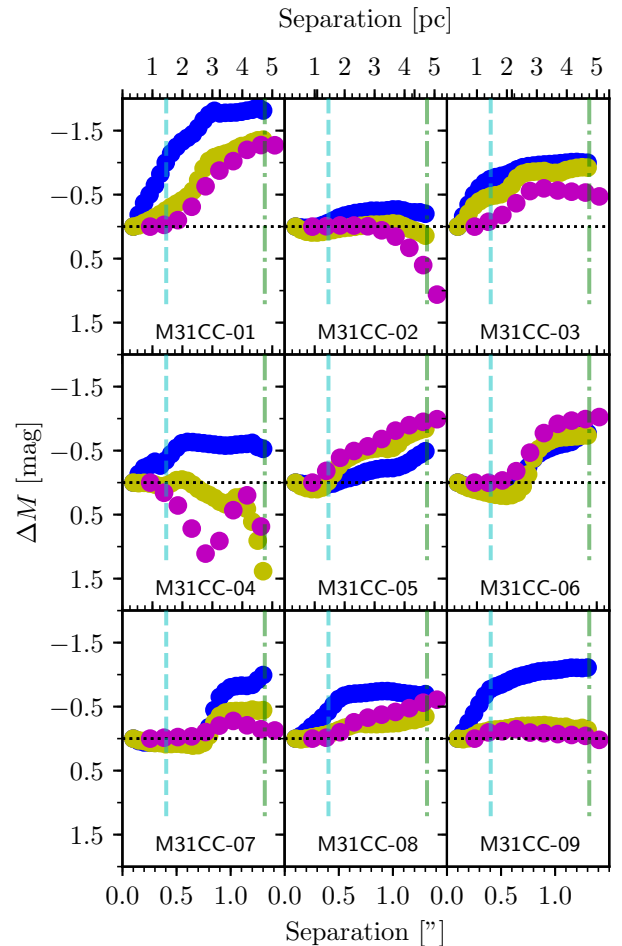 Separation [pc]
1 2 3 4 5 1 2 3 4 5 1 2 3 4 5
−1.5
−0.5
0.5
1.5
M31CC-01 M31CC-02 M31CC-03
−1.5
−0.5
0.5
1.5
ΔM [mag]
M31CC-04 M31CC-05 M31CC-06
−1.5
−0.5
0.5
1.5
M31CC-07 M31CC-08 M31CC-09
0.0 0.5 1.0 0.0 0.5 1.0 0.0 0.5 1.0
Separation ["]